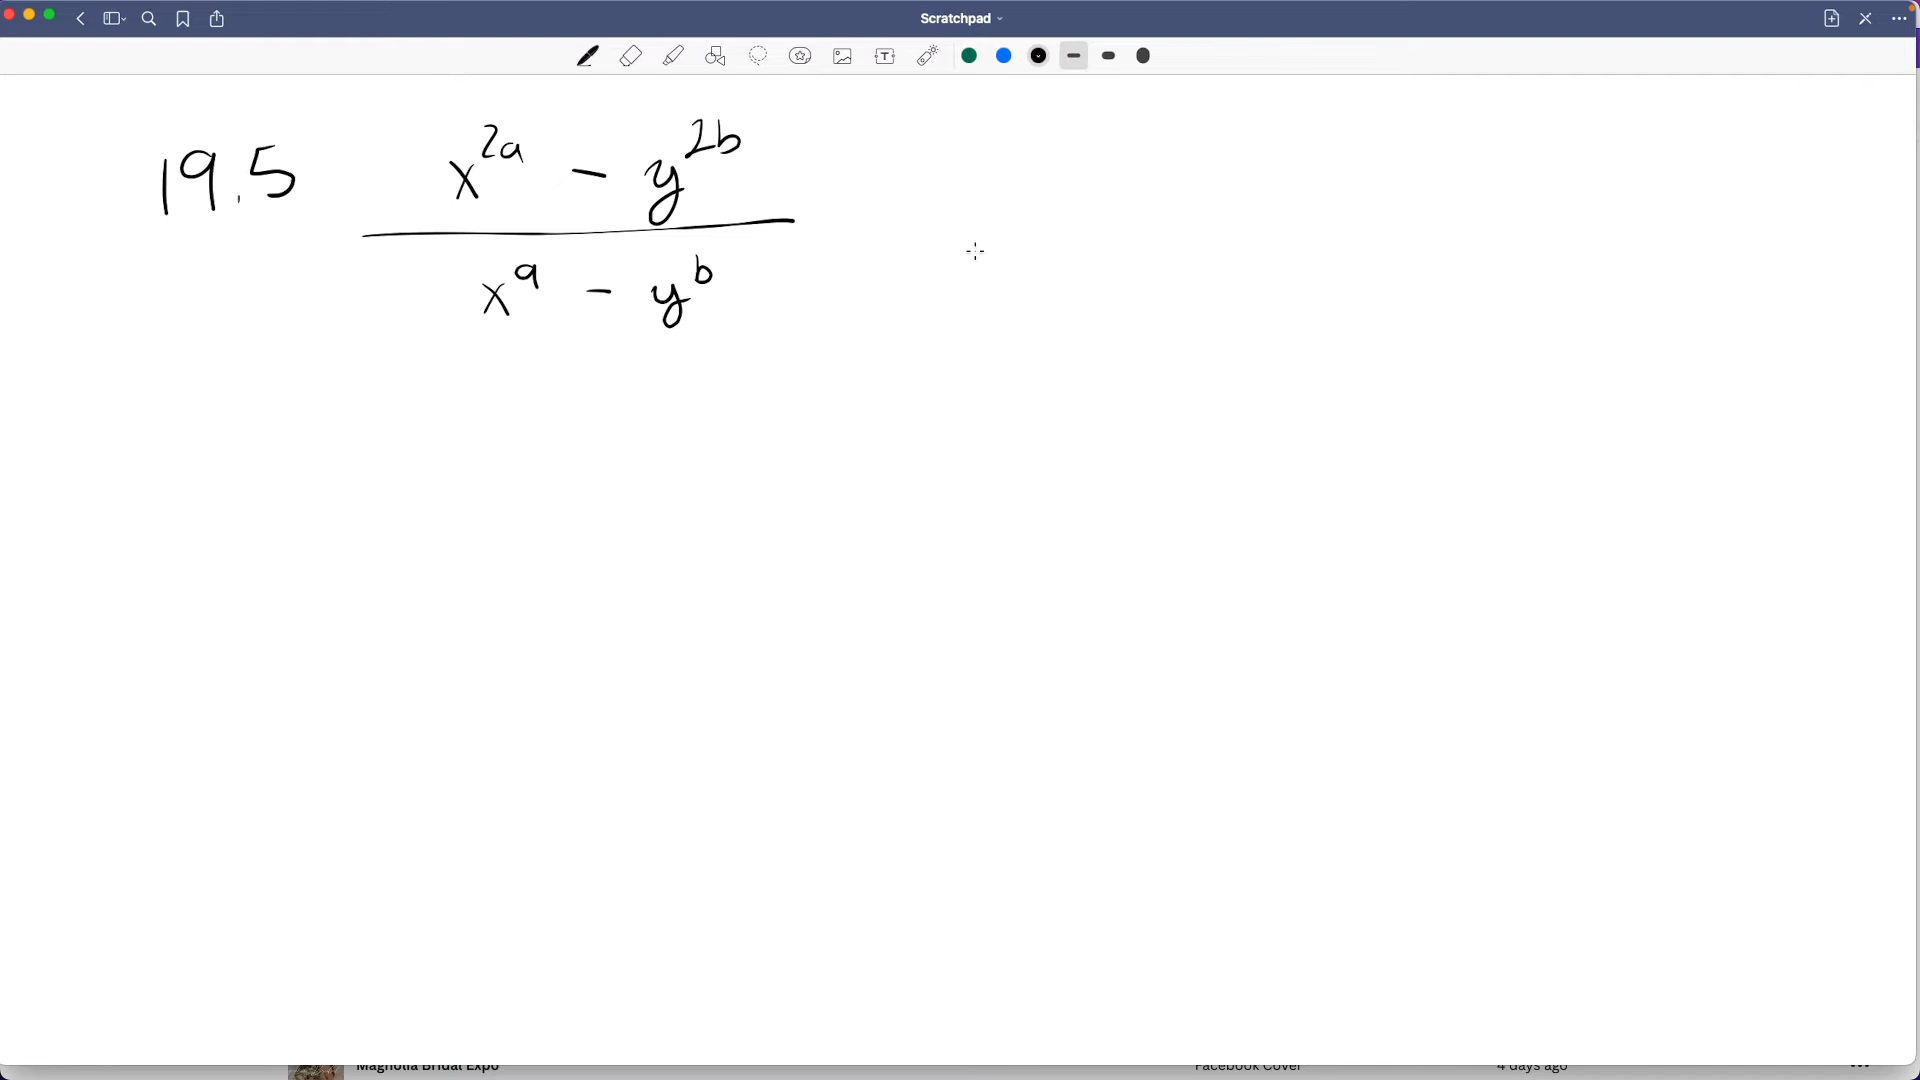 Scratchpad
T
19.5
x^{2a} - y^{2b}
x^a - y^b
Magnolia Bridal Expo Facebook Cover 4 days ago